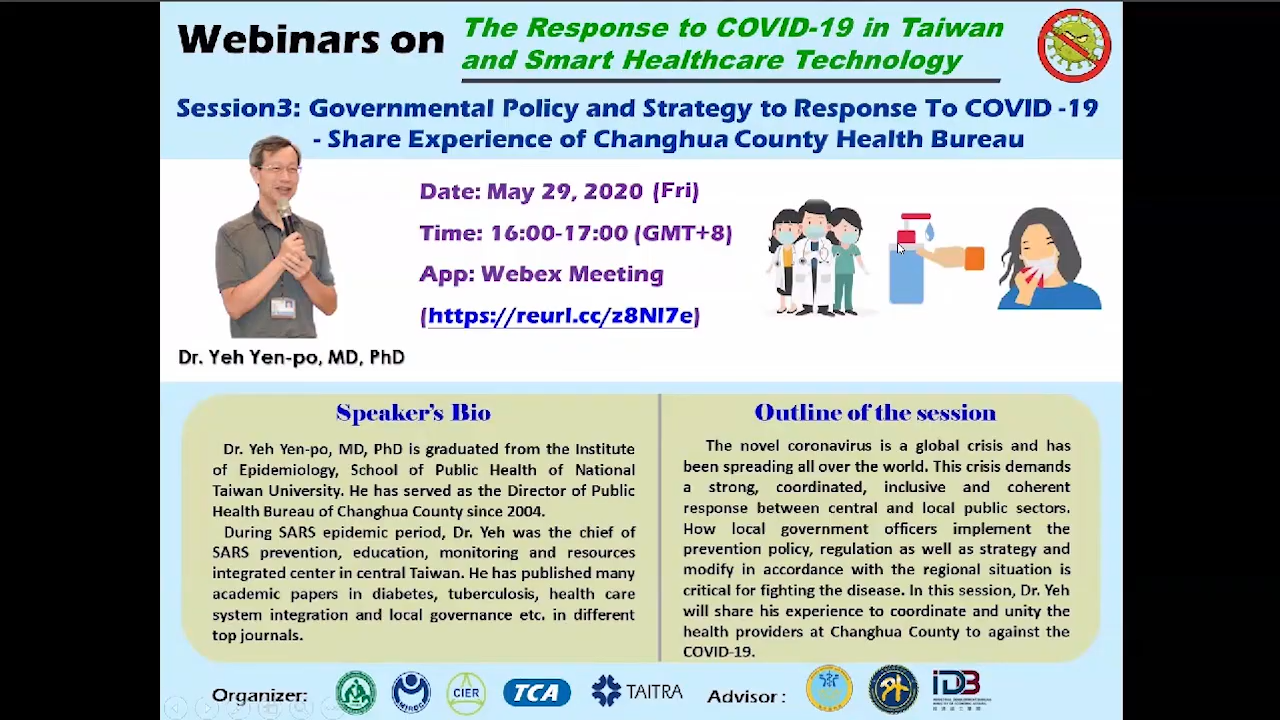 Webinars on
The Response to COVID-19 in Taiwan
and Smart Healthcare Technology
Session3: Governmental Policy and Strategy to Response To COVID -19
- Share Experience of Changhua County Health Bureau
Date: May 29, 2020 (Fri)
Time: 16:00-17:00 (GMT+8)
App: Webex Meeting
(https://reurl.cc/z8Nl7e)
Dr. Yeh Yen-po, MD, PhD
Speaker's Bio
Dr. Yeh Yen-po, MD, PhD is graduated from the Institute
of Epidemiology, School of Public Health of National
Taiwan University. He has served as the Director of Public
Health Bureau of Changhua County since 2004.
During SARS epidemic period, Dr. Yeh was the chief of
SARS prevention, education, monitoring and resources
integrated center in central Taiwan. He has published many
academic papers in diabetes, tuberculosis, health care
system integration and local governance etc. in different
top journals.
Outline of the session
The novel coronavirus is a global crisis and has
been spreading all over the world. This crisis demands
a strong, coordinated, inclusive and coherent
response between central and local public sectors.
How local government officers implement the
prevention policy, regulation as well as strategy and
modify in accordance with the regional situation is
critical for fighting the disease. In this session, Dr. Yeh
will share his experience to coordinate and unity the
health providers at Changhua County to against the
COVID-19.
Organizer:
CIER
TCA
TAITRA
Advisor :
IDB